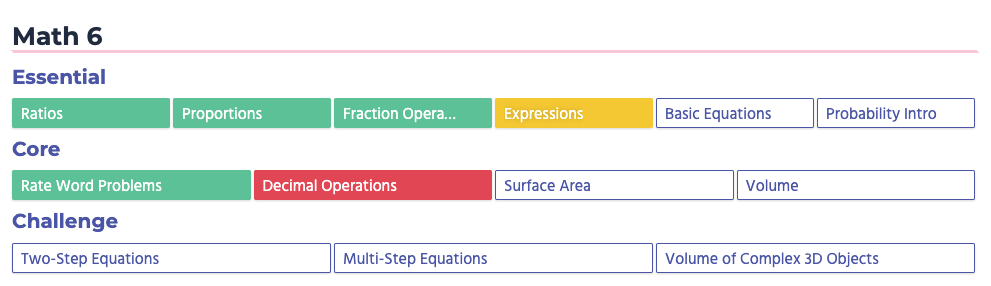 Math 6
Essential
Ratios Proportions Fraction Opera... Expressions Basic Equations Probability Intro
Core
Rate Word Problems Decimal Operations Surface Area Volume
Challenge
Two-Step Equations Multi-Step Equations Volume of Complex 3D Objects